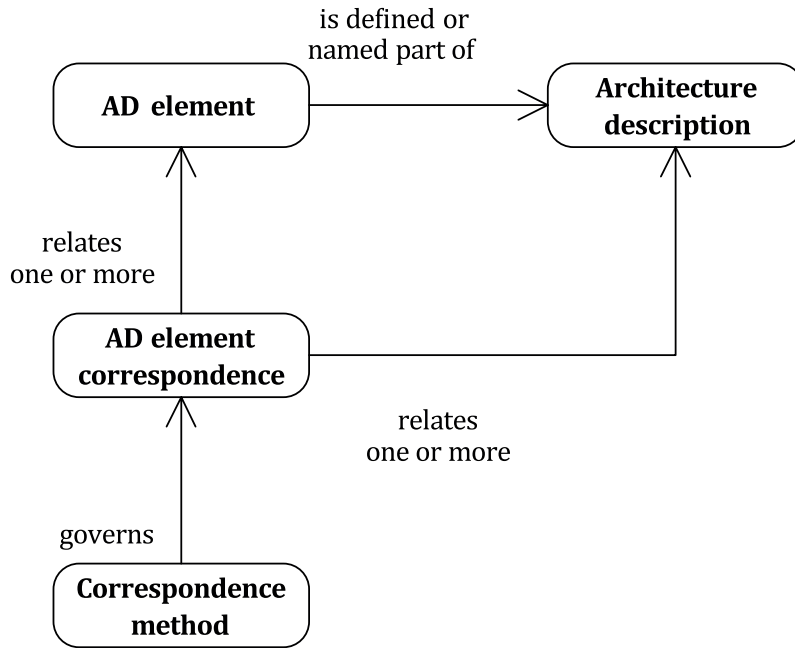 is defined or
named part of
AD element
Architecture
description
relates
one or more
AD element
correspondence
relates
one or more
governs
Correspondence
method